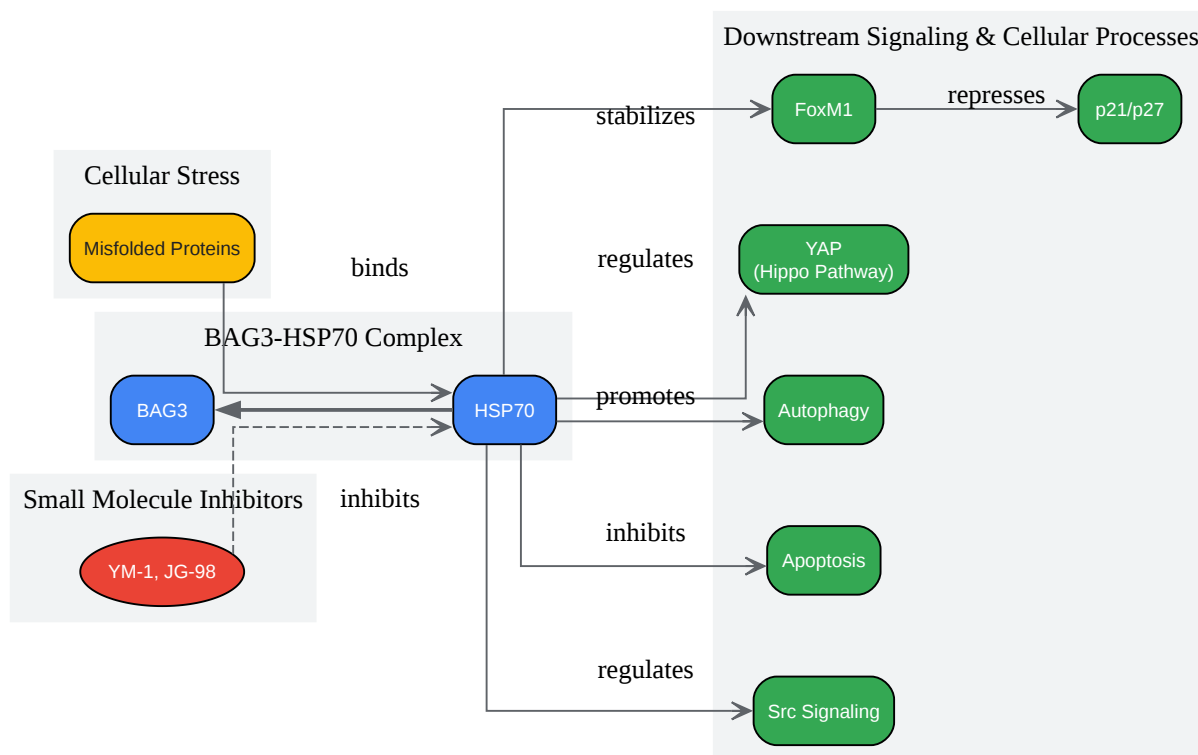 Downstream Signaling & Cellular Processes
stabilizes
FoxM1
represses
p21/p27
Cellular Stress
Misfolded Proteins
binds
regulates
YAP
(Hippo Pathway)
BAG3-HSP70 Complex
BAG3
HSP70
promotes
Autophagy
Small Molecule Inhibitors
inhibits
YM-1, JG-98
inhibits
Apoptosis
regulates
Src Signaling